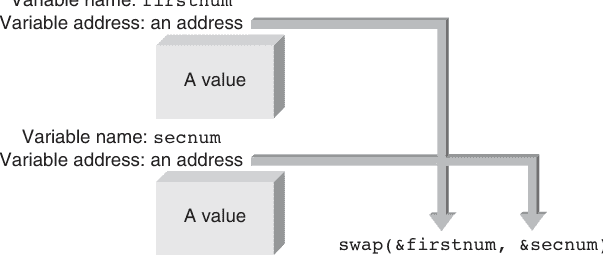 Variable name: firstnum
Variable address: an address
A value
Variable name: secnum
Variable address: an address
A value
swap(&firstnum, &secnum)